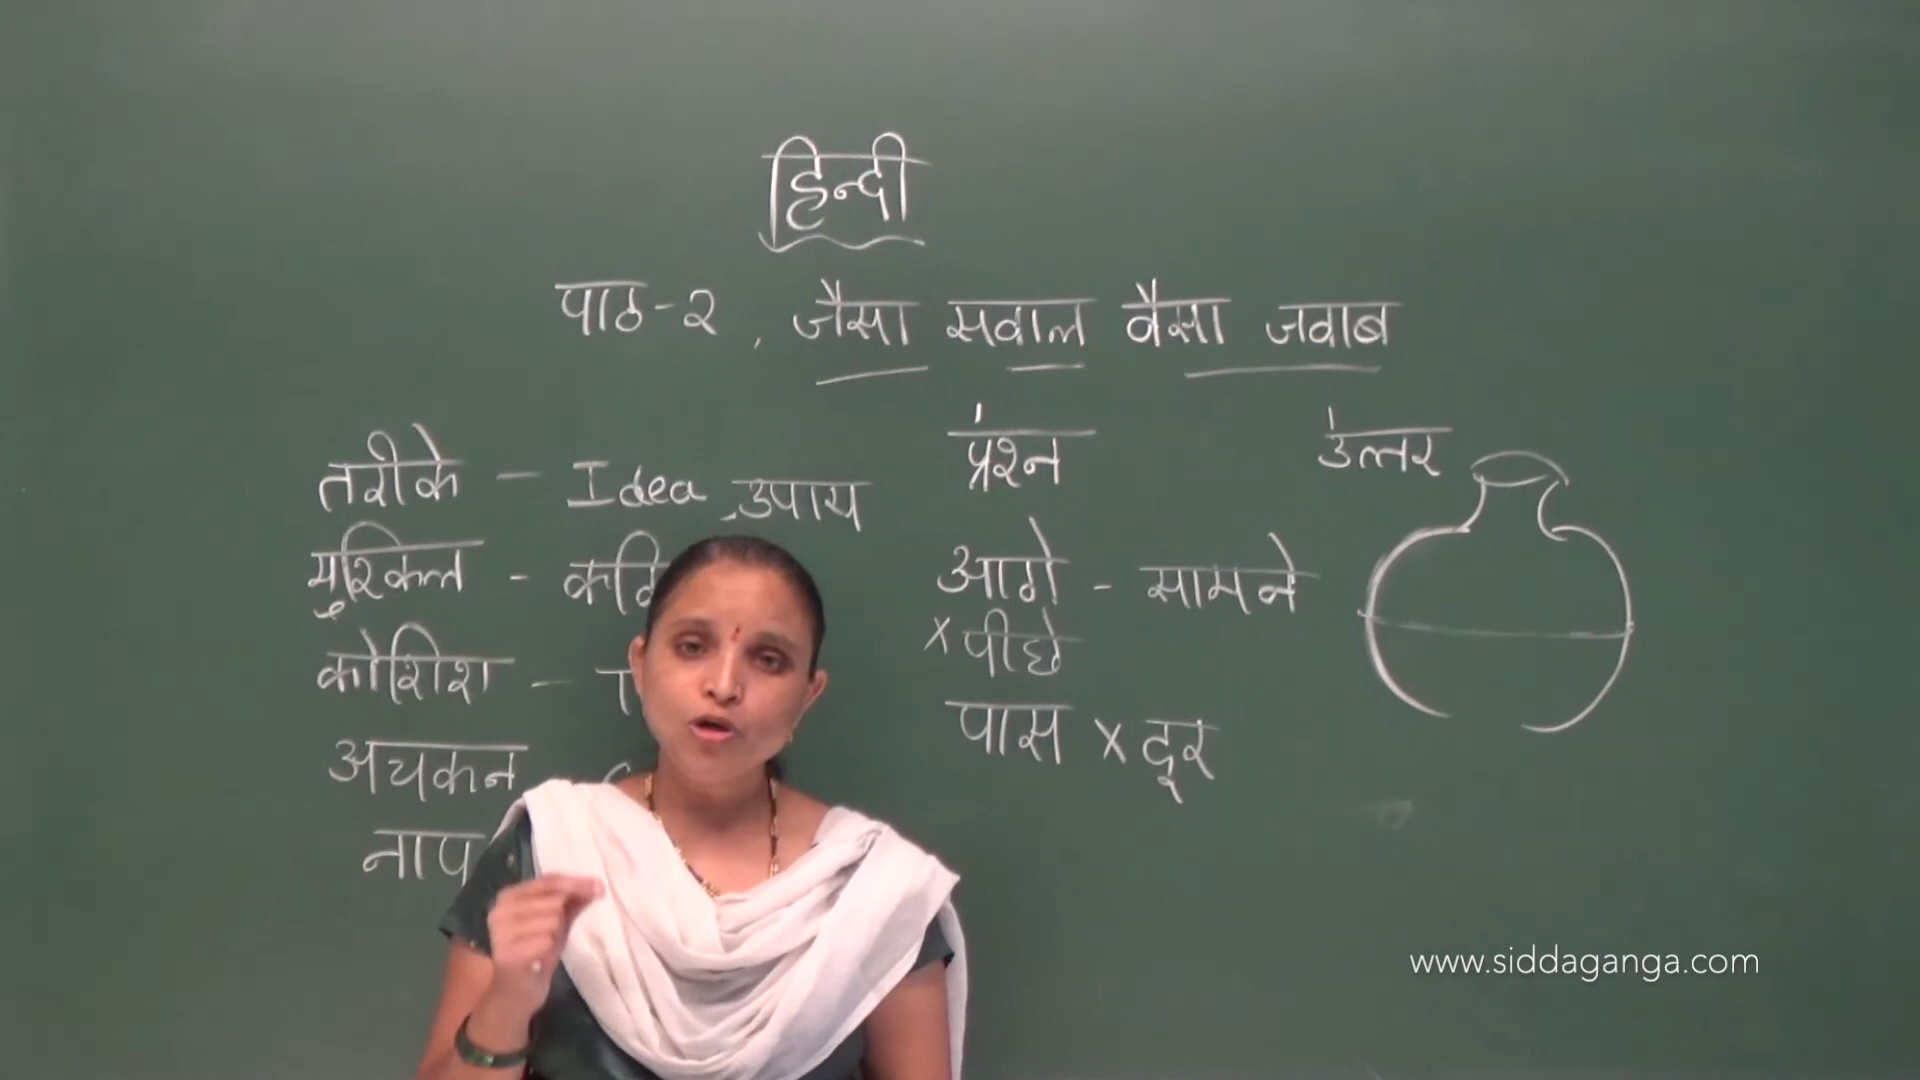 हिन्दी
पाठ-२, जैसा सवाल वैसा जवाब
प्रश्न उत्तर
तरीके - Idea, उपाय
मुश्किल -
आगे - सामने
x पीछे
कोशिश -
पास x दूर
अचकन
नाप
www.siddaganga.com